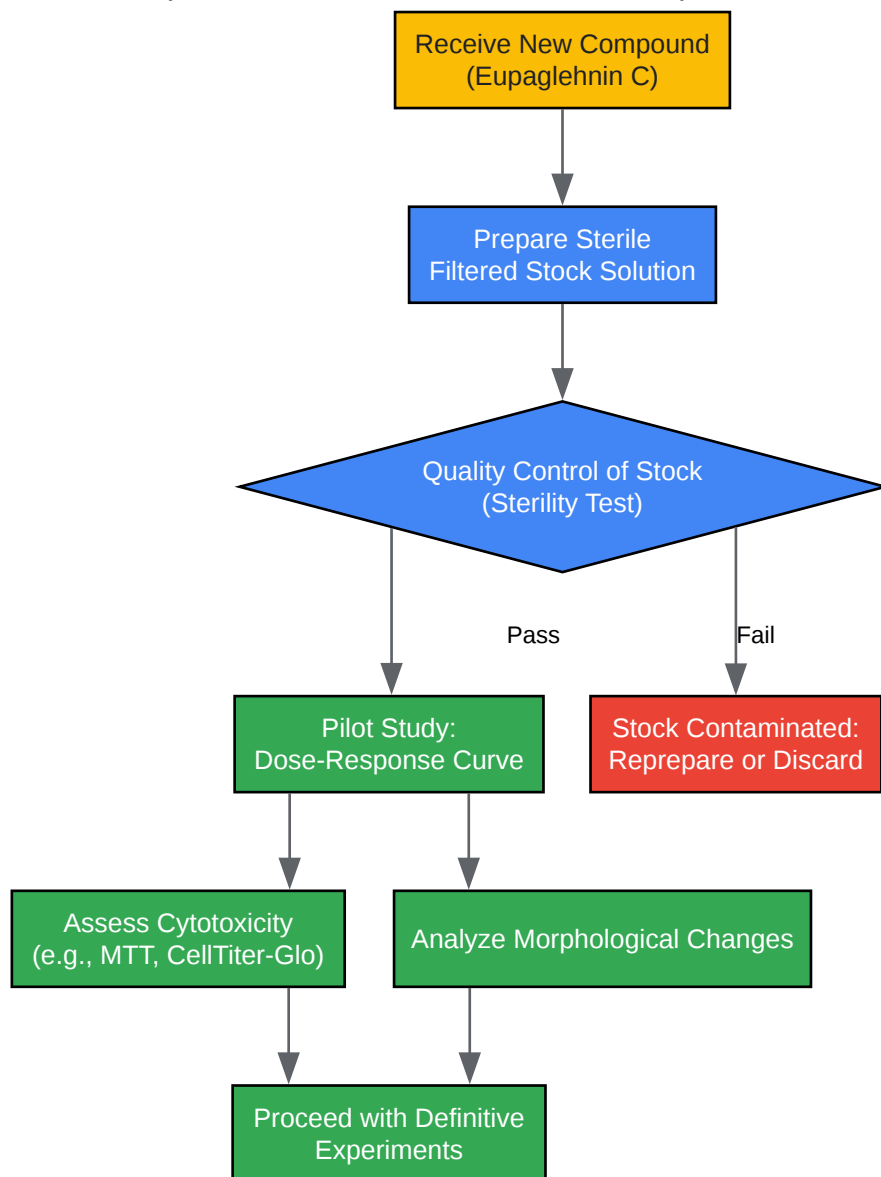 Receive New Compound
(Eupaglehnin C)
Prepare Sterile
Filtered Stock Solution
Quality Control of Stock
(Sterility Test)
Pass
Fail
Pilot Study:
Dose-Response Curve
Stock Contaminated:
Reprepare or Discard
Assess Cytotoxicity
(e.g., MTT, CellTiter-Glo)
Analyze Morphological Changes
Proceed with Definitive
Experiments